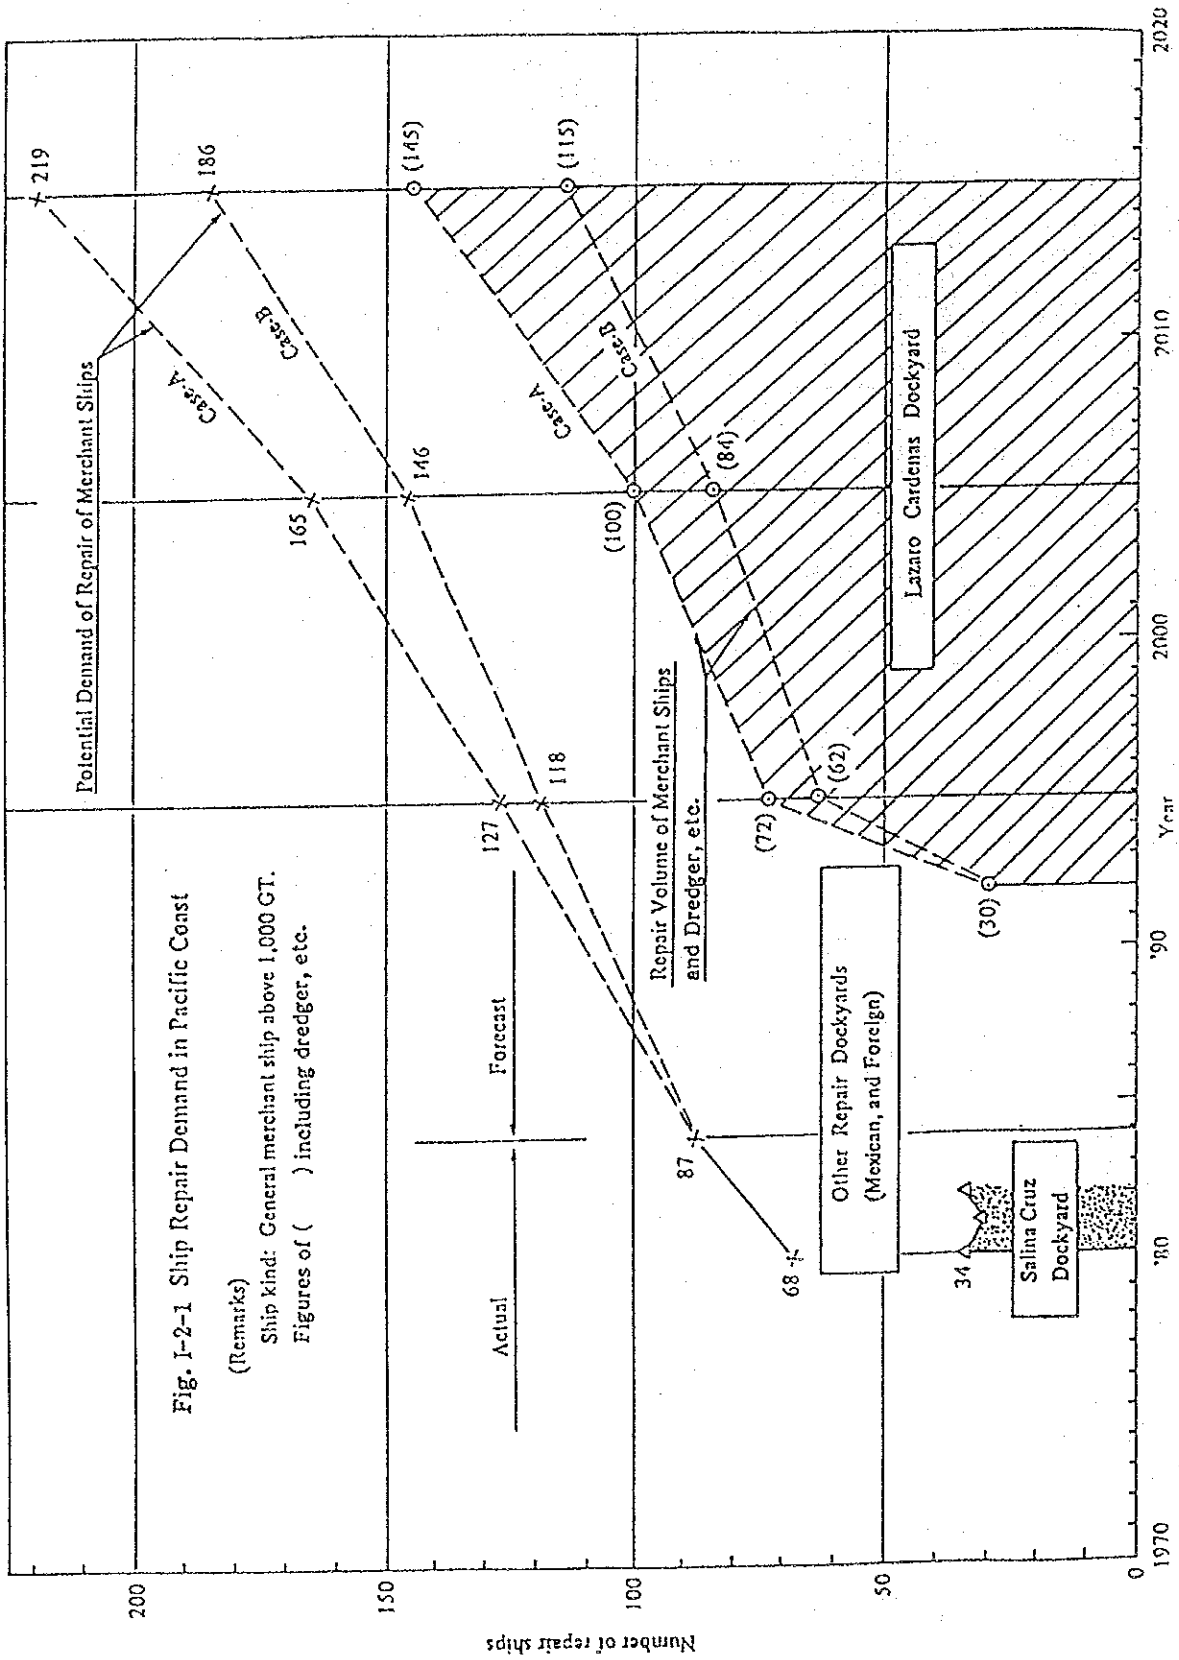 Fig. I-2-1 Ship Repair Demand in Pacific Coast
(Remarks)
Ship kind: General merchant ship above 1,000 GT.
Figures of ( ) including dredger, etc.
Number of repair ships
200
150
100
50
0
Potential Demand of Repair of Merchant Ships
219
186
(145)
(115)
Case-A
Case-B
165
146
Case-A
Case-B
(100)
(84)
127
118
(72)
(62)
(30)
Repair Volume of Merchant Ships
and Dredger, etc.
Actual
Forecast
87
68
34
Other Repair Dockyards
(Mexican, and Foreign)
Salina Cruz
Dockyard
Lazaro Cardenas Dockyard
1970
'80
'90
2000
2010
2020
Year